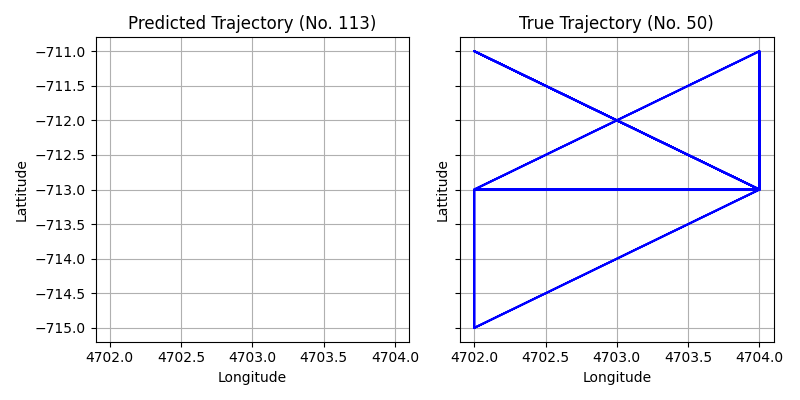 Predicted Trajectory (No. 113)
True Trajectory (No. 50)
Lattitude
−711.0
−711.5
−712.0
−712.5
−713.0
−713.5
−714.0
−714.5
−715.0
4702.0 4702.5 4703.0 4703.5 4704.0
Longitude
Lattitude
4702.0 4702.5 4703.0 4703.5 4704.0
Longitude